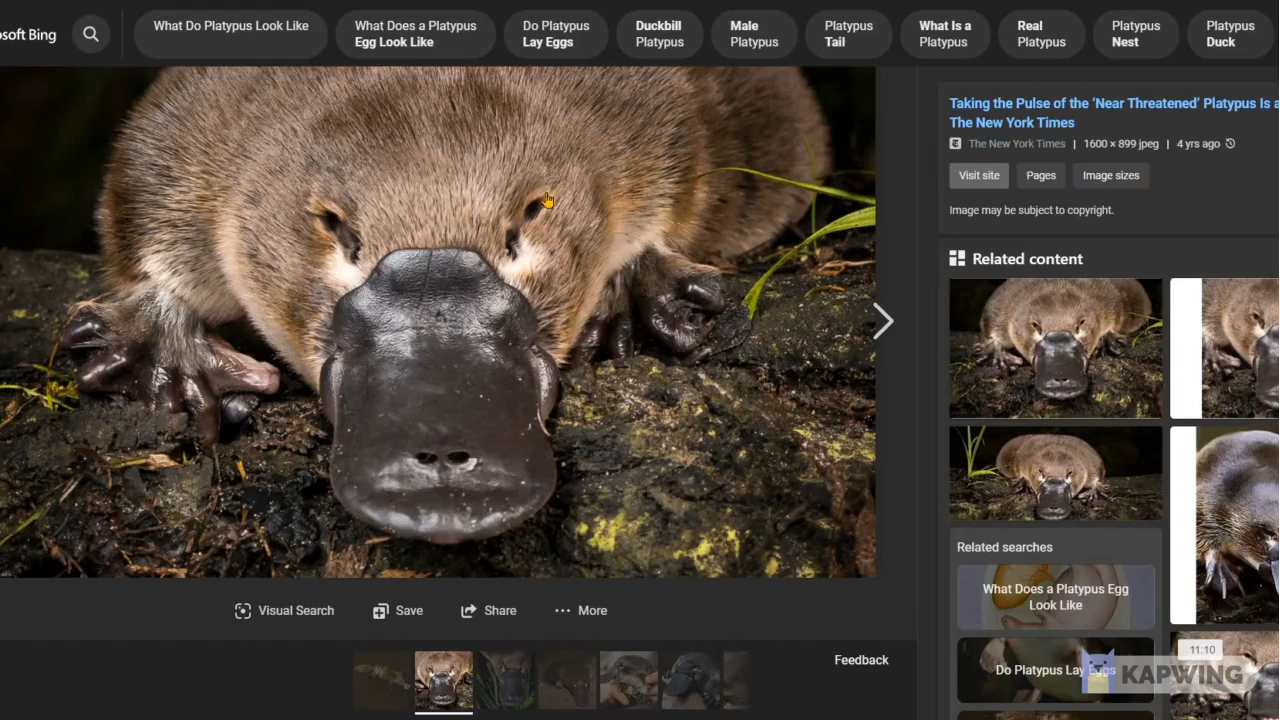 osoft Bing
What Do Platypus Look Like
What Does a Platypus
Egg Look Like
Do Platypus
Lay Eggs
Duckbill
Platypus
Male
Platypus
Platypus
Tail
What Is a
Platypus
Real
Platypus
Platypus
Nest
Platypus
Duck
Taking the Pulse of the ‘Near Threatened’ Platypus Is a
The New York Times
The New York Times | 1600 × 899 jpeg | 4 yrs ago
Visit site
Pages
Image sizes
Image may be subject to copyright.
Related content
Related searches
What Does a Platypus Egg
Look Like
Do Platypus Lay Eggs
Visual Search
Save
Share
More
Feedback
11:10
KAPWING